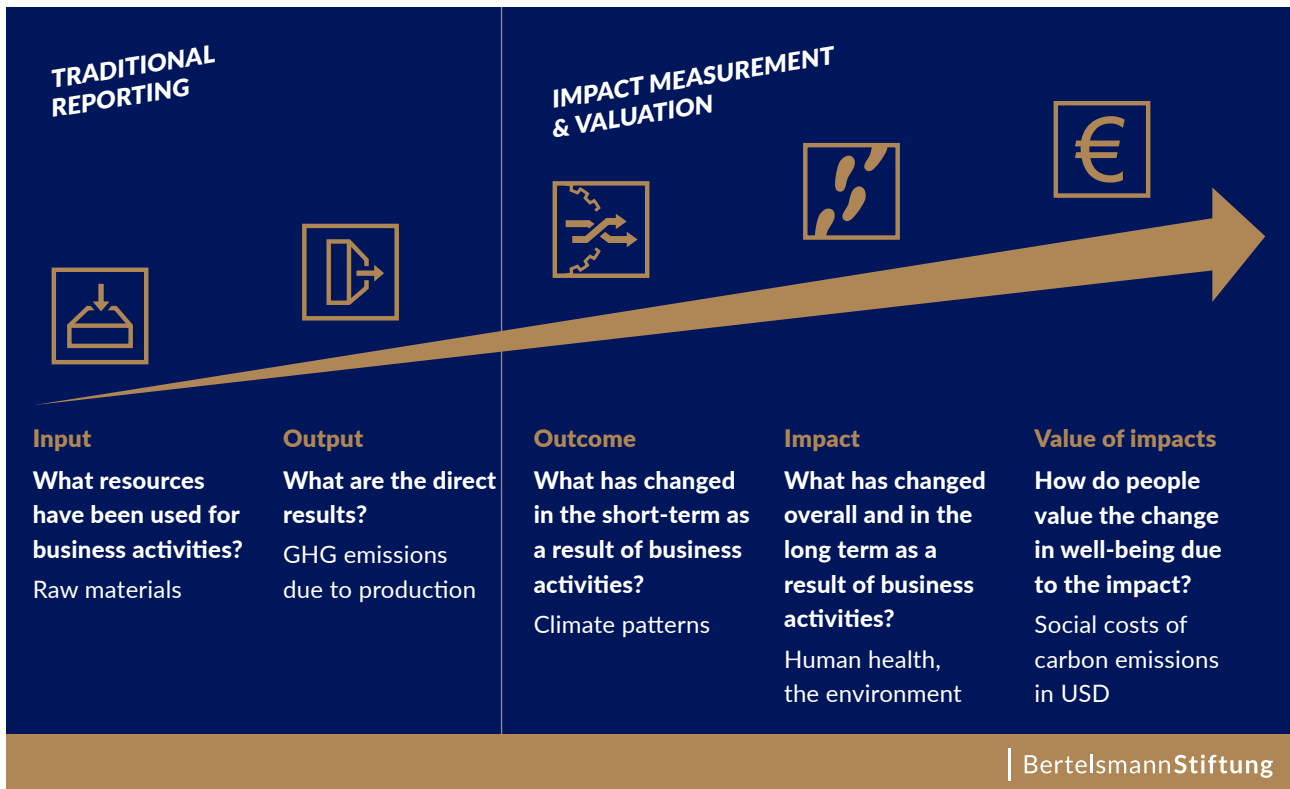 TRADITIONAL
REPORTING
IMPACT MEASUREMENT
& VALUATION
€
Input
What resources
have been used for
business activities?
Raw materials
Output
What are the direct
results?
GHG emissions
due to production
Outcome
What has changed
in the short-term as
a result of business
activities?
Climate patterns
Impact
What has changed
overall and in the
long term as a
result of business
activities?
Human health,
the environment
Value of impacts
How do people
value the change
in well-being due
to the impact?
Social costs of
carbon emissions
in USD
BertelsmannStiftung